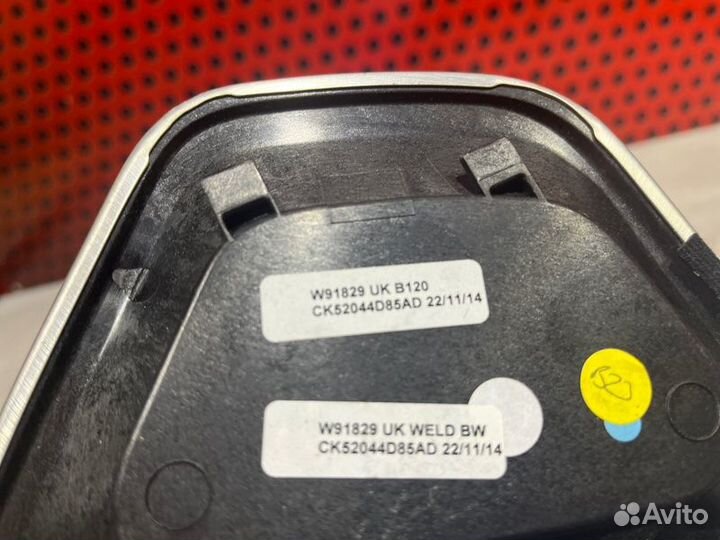 W91829 UK B120
CK52044D85AD 22/11/14
W91829 UK WELD BW
CK52044D85AD 22/11/14
Avito